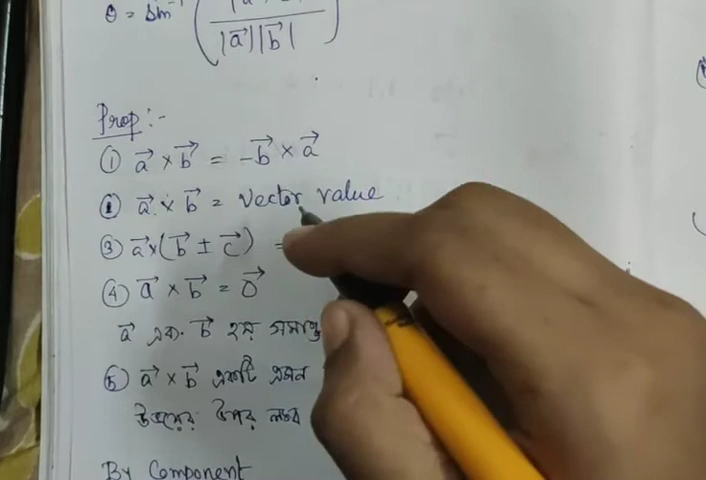 θ = sin⁻¹ ( / |a⃗||b⃗| )
Prop :-
① a⃗ × b⃗ = -b⃗ × a⃗
② a⃗ × b⃗ = Vector value
③ a⃗×(b⃗ ± c⃗) =
④ a⃗ × b⃗ = 0⃗
a⃗ এবং b⃗ হয়
⑤ a⃗ × b⃗ একটি এমন
উভয়ের উপর লম্ব
By Component